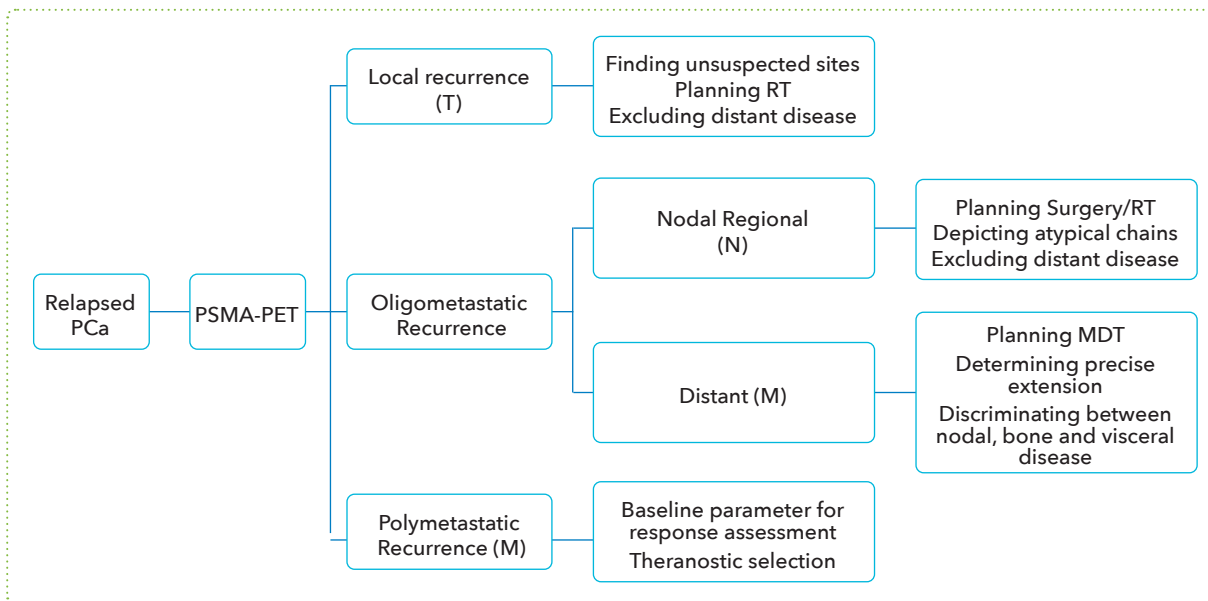 Relapsed
PCa
PSMA-PET
Local recurrence
(T)
Finding unsuspected sites
Planning RT
Excluding distant disease
Oligometastatic
Recurrence
Nodal Regional
(N)
Planning Surgery/RT
Depicting atypical chains
Excluding distant disease
Distant (M)
Planning MDT
Determining precise
extension
Discriminating between
nodal, bone and visceral
disease
Polymetastatic
Recurrence (M)
Baseline parameter for
response assessment
Theranostic selection